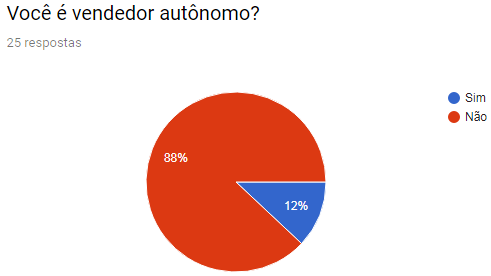 Você é vendedor autônomo?
25 respostas
Sim
Não
88%
12%